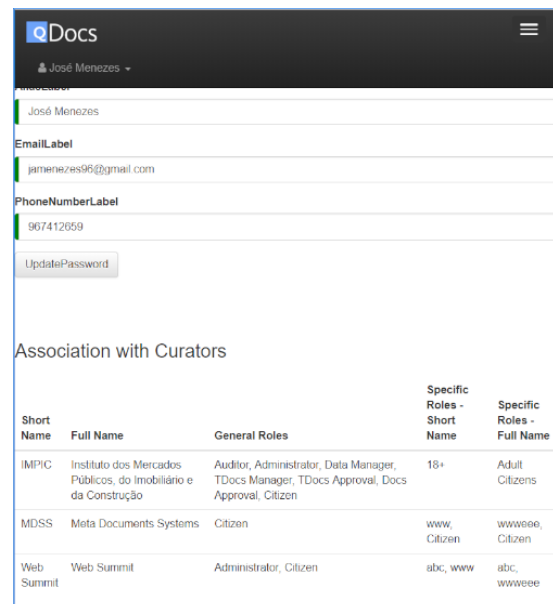 QDocs
José Menezes
José Menezes
EmailLabel
jamenezes96@gmail.com
PhoneNumberLabel
967412659
UpdatePassword
Association with Curators
Short Name Full Name General Roles Specific Roles - Short Name Specific Roles - Full Name
IMPIC Instituto dos Mercados Auditor, Administrator, Data Manager, 18+ Adult
Públicos, do Imobiliário e TDocs Manager, TDocs Approval, Docs Citizens
da Construção Approval, Citizen
MDSS Meta Documents Systems Citizen www, wwweee,
Citizen Citizen
Web Web Summit Administrator, Citizen abc, www abc,
Summit wwweee